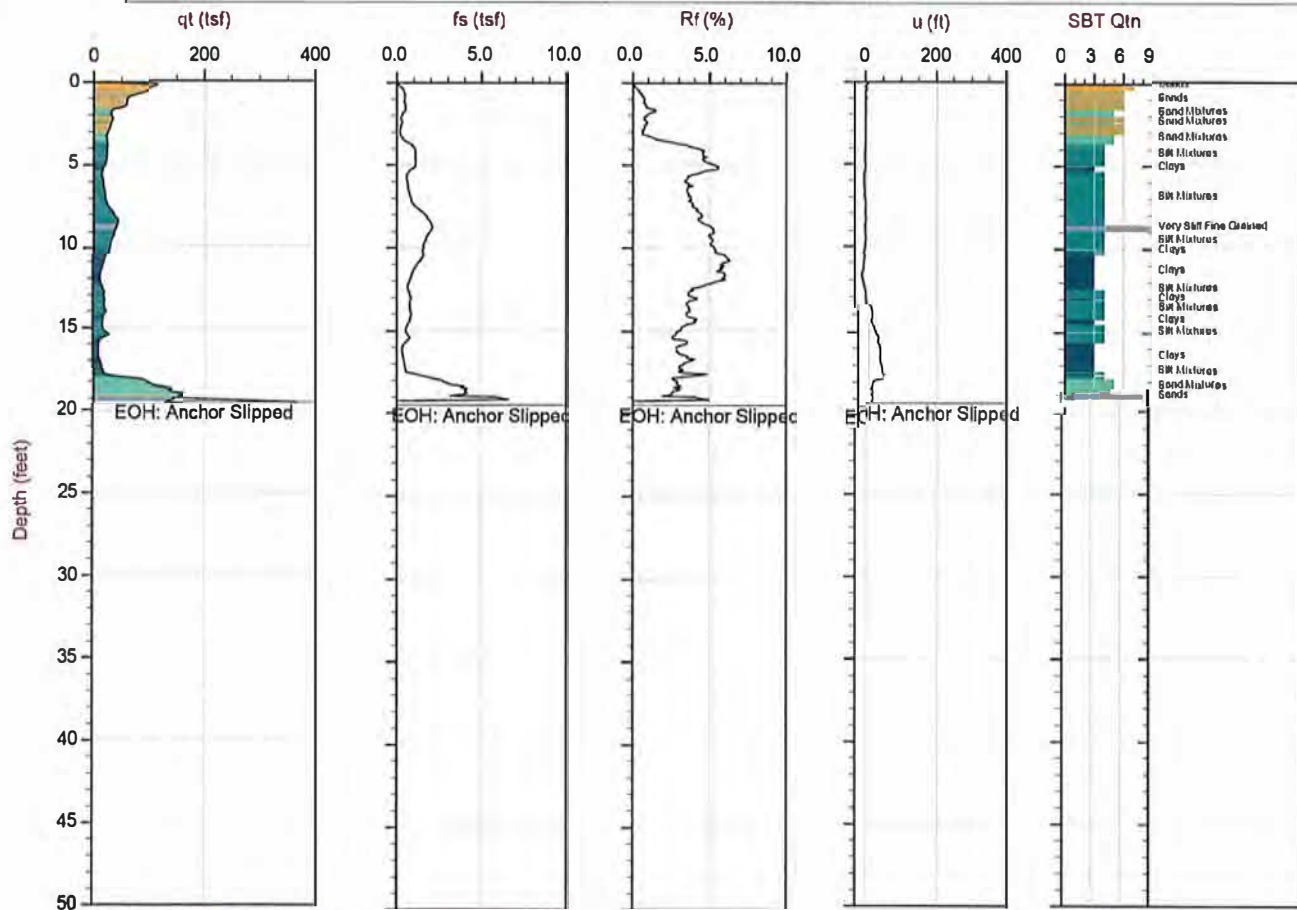 qt (tsf)
fs (tsf)
Rf (%)
u (ft)
SBT Qtn
0 200 400
0.0 5.0 10.0
0.0 5.0 10.0
0 200 400
0 3 6 9
0
5
10
15
20
25
30
35
40
45
50
Depth (feet)
Sands
Sand Mixtures
Sand Mixtures
Sand Mixtures
Silt Mixtures
Clays
Silt Mixtures
Very Stiff Fine Grained
Silt Mixtures
Clays
Clays
Silt Mixtures
Clays
Silt Mixtures
Clays
Silt Mixtures
Clays
Silt Mixtures
Sand Mixtures
Sands
EOH: Anchor Slipped
EOH: Anchor Slipped
EOH: Anchor Slipped
EOH: Anchor Slipped